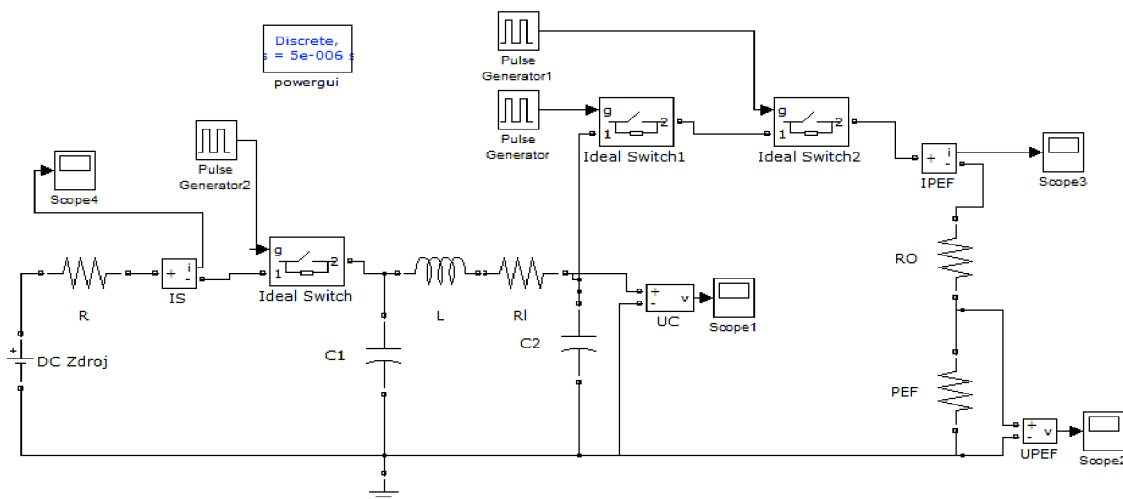 Discrete,
s = 5e-006 s
powergui
Pulse
Generator1
Pulse
Generator
g
1
2
Ideal Switch1
g
1
2
Ideal Switch2
+
i
-
IPEF
Scope3
Pulse
Generator2
Scope4
R
+
i
-
IS
g
1
2
Ideal Switch
L
Rl
+
-
v
UC
Scope1
RO
+
DC Zdroj
C1
C2
PEF
+
-
v
UPEF
Scope2